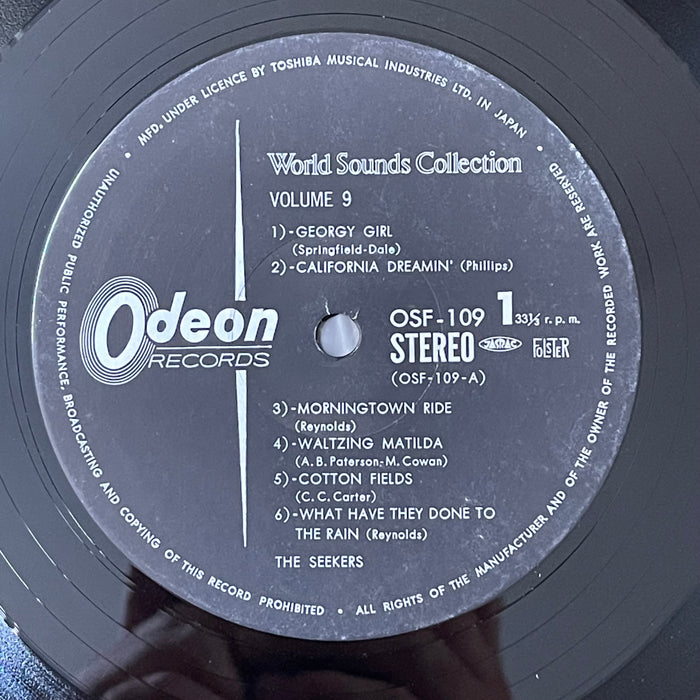 • MFD. UNDER LICENCE BY TOSHIBA MUSICAL INDUSTRIES LTD. IN JAPAN •
World Sounds Collection
VOLUME 9
1)-GEORGY GIRL
(Springfield-Dale)
2)-CALIFORNIA DREAMIN' (Phillips)
Odeon
RECORDS
OSF-109 1 33⅓ r. p. m.
STEREO JASRAC POLSTER
(OSF-109-A)
3)-MORNINGTOWN RIDE
(Reynolds)
4)-WALTZING MATILDA
(A. B. Paterson-M. Cowan)
5)-COTTON FIELDS
(C. C. Carter)
6)-WHAT HAVE THEY DONE TO
THE RAIN (Reynolds)
THE SEEKERS
UNAUTHORIZED PUBLIC PERFORMANCE, BROADCASTING AND COPYING OF THIS RECORD PROHIBITED • ALL RIGHTS OF THE MANUFACTURER AND OF THE OWNER OF THE RECORDED WORK ARE RESERVED •